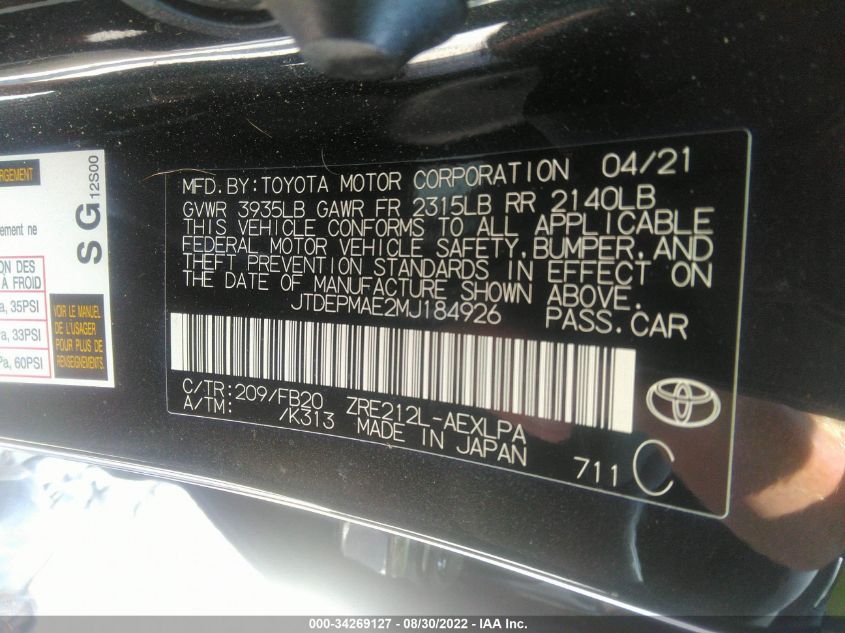 RGEMENT
ement ne
ON DES
À FROID
a, 35PSI
a, 33PSI
Pa, 60PSI
SG 12S00
VOIR LE MANUEL
DE L'USAGER
POUR PLUS DE
RENSEIGNEMENTS.
MFD. BY: TOYOTA MOTOR CORPORATION 04/21
GVWR 3935LB GAWR FR 2315LB RR 2140LB
THIS VEHICLE CONFORMS TO ALL APPLICABLE
FEDERAL MOTOR VEHICLE SAFETY, BUMPER, AND
THEFT PREVENTION STANDARDS IN EFFECT ON
THE DATE OF MANUFACTURE SHOWN ABOVE.
JTDEPMAE2MJ184926 PASS.CAR
C/TR:209/FB20 ZRE212L-AEXLPA
A/TM: /K313 MADE IN JAPAN
711 C
000-34269127 - 08/30/2022 - IAA Inc.